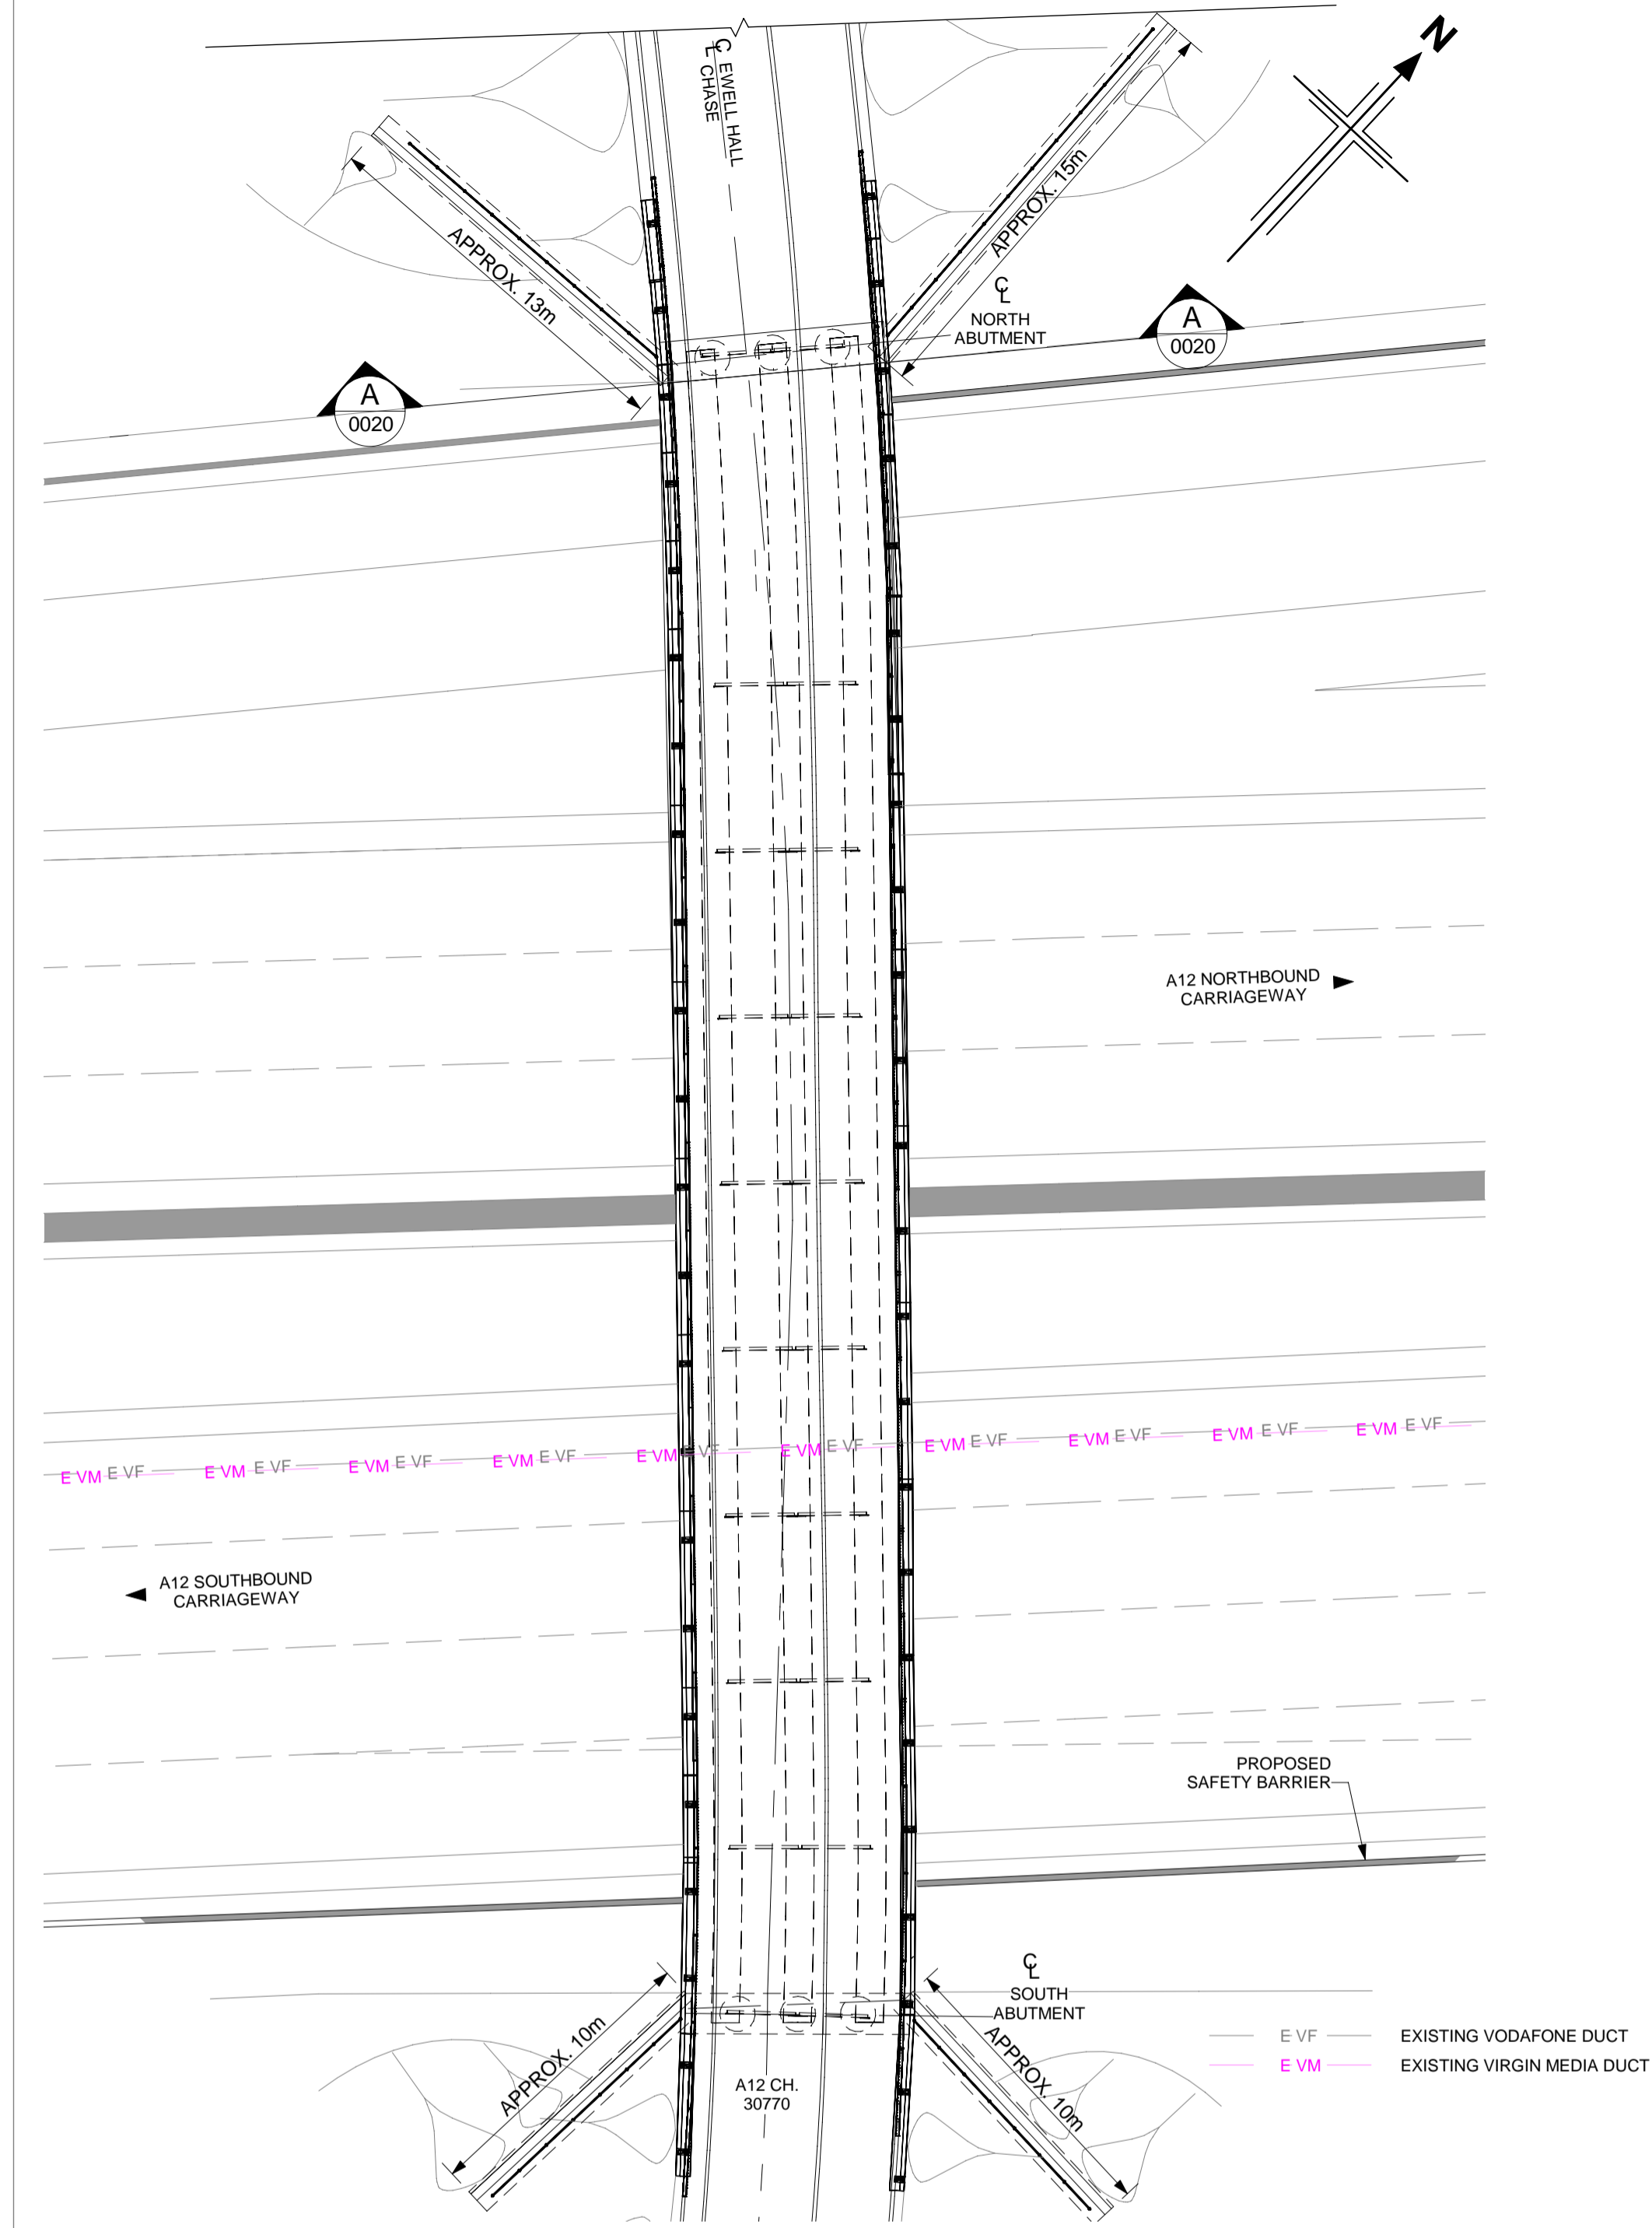 N
℄ EWELL HALL
CHASE
APPROX. 13m
APPROX. 15m
℄
NORTH
ABUTMENT
A
0020
A
0020
A12 NORTHBOUND
CARRIAGEWAY
E VM E VF E VM E VF E VM E VF E VM E VF E VM E VF E VM E VF E VM E VF E VM E VF E VM E VF E VM E VF
A12 SOUTHBOUND
CARRIAGEWAY
PROPOSED
SAFETY BARRIER
℄
SOUTH
ABUTMENT
APPROX. 10m
APPROX. 10m
A12 CH.
30770
E VF EXISTING VODAFONE DUCT
E VM EXISTING VIRGIN MEDIA DUCT